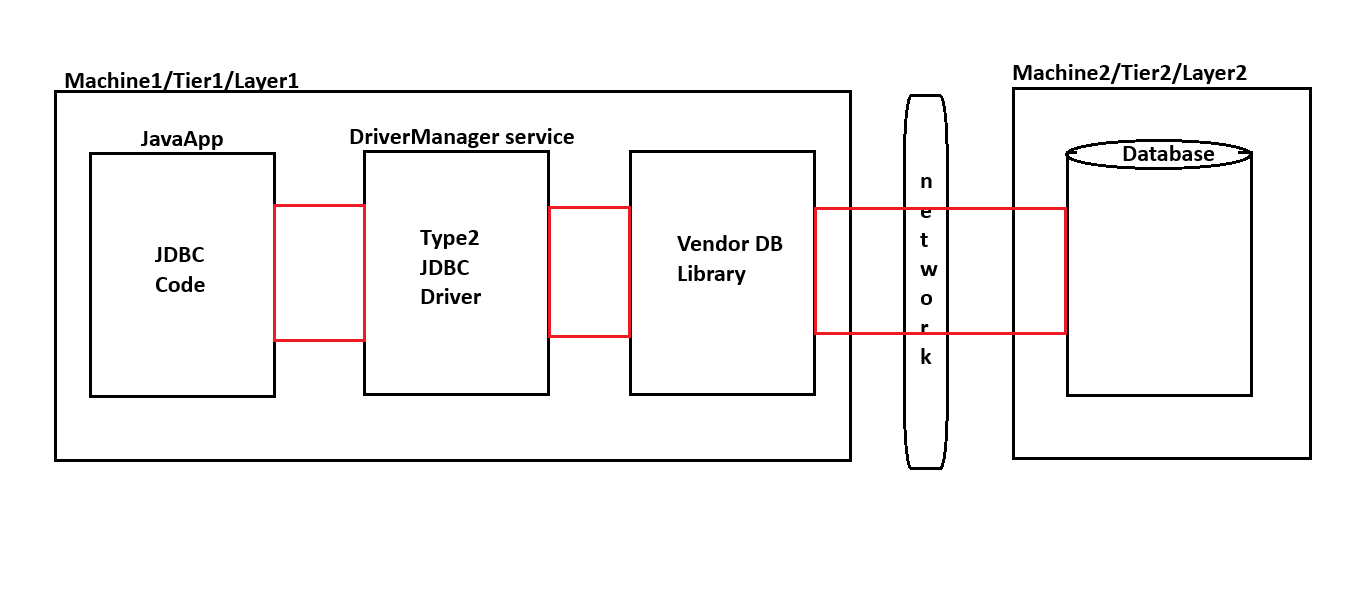 Machine1/Tier1/Layer1
Machine2/Tier2/Layer2
JavaApp
DriverManager service
JDBC
Code
Type2
JDBC
Driver
Vendor DB
Library
n
e
t
w
o
r
k
Database